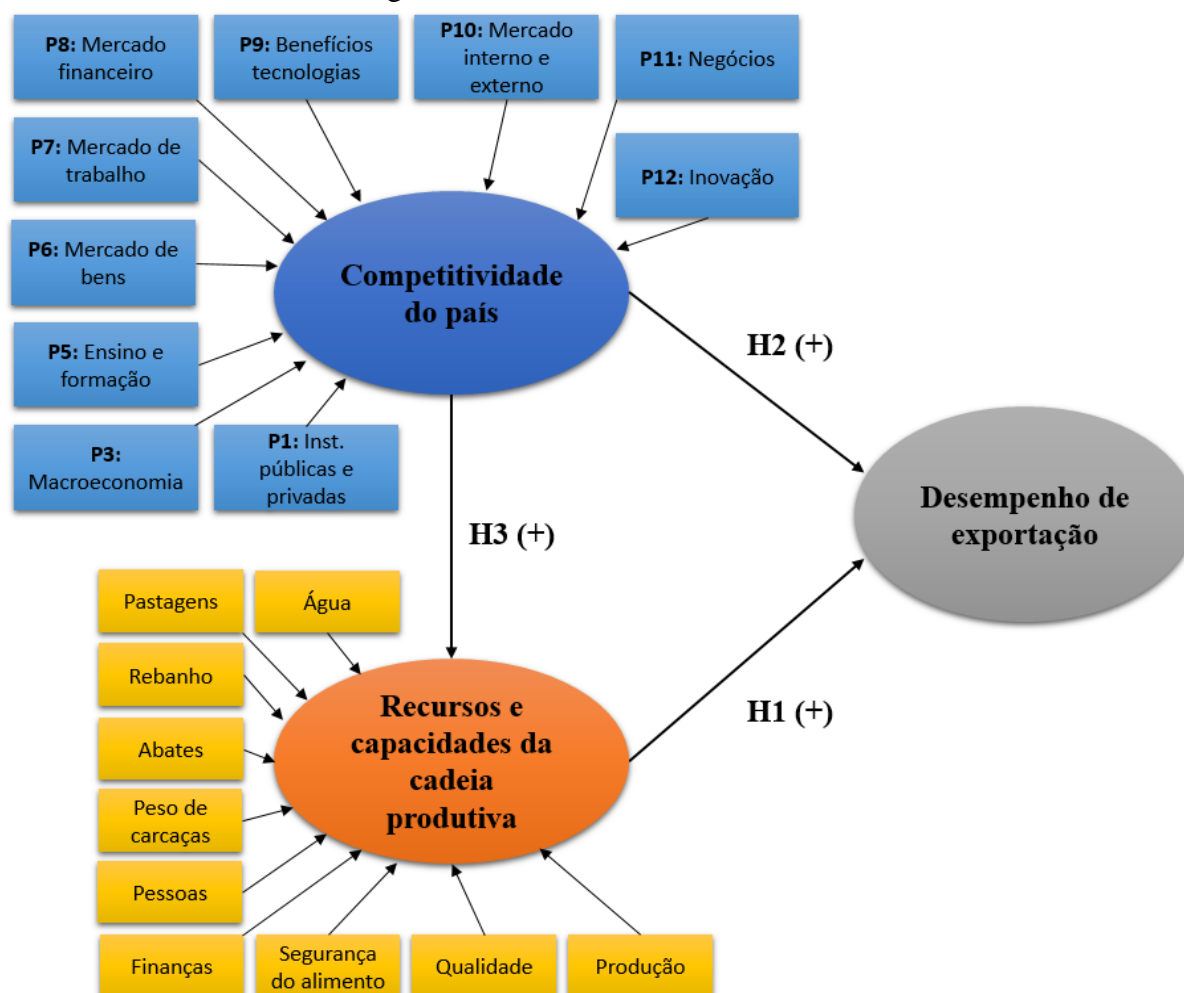 P8: Mercado
financeiro
P9: Benefícios
tecnologias
P10: Mercado
interno e
externo
P11: Negócios
P7: Mercado de
trabalho
P12: Inovação
P6: Mercado de
bens
Competitividade
do país
P5: Ensino e
formação
H2 (+)
P3:
Macroeconomia
P1: Inst.
públicas e
privadas
Desempenho de
exportação
H3 (+)
Pastagens
Água
Rebanho
Recursos e
capacidades da
cadeia
produtiva
H1 (+)
Abates
Peso de
carcaças
Pessoas
Finanças
Segurança
do alimento
Qualidade
Produção